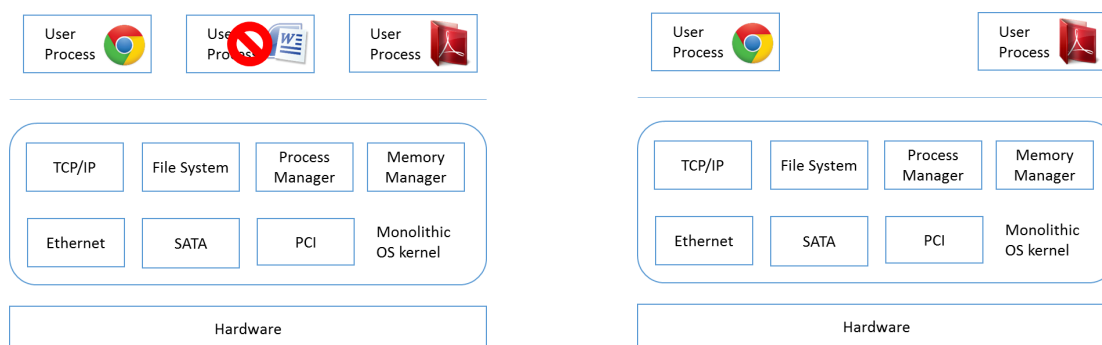 User
Process
User
Process
User
Process
TCP/IP
File System
Process
Manager
Memory
Manager
Ethernet
SATA
PCI
Monolithic
OS kernel
Hardware
User
Process
User
Process
TCP/IP
File System
Process
Manager
Memory
Manager
Ethernet
SATA
PCI
Monolithic
OS kernel
Hardware